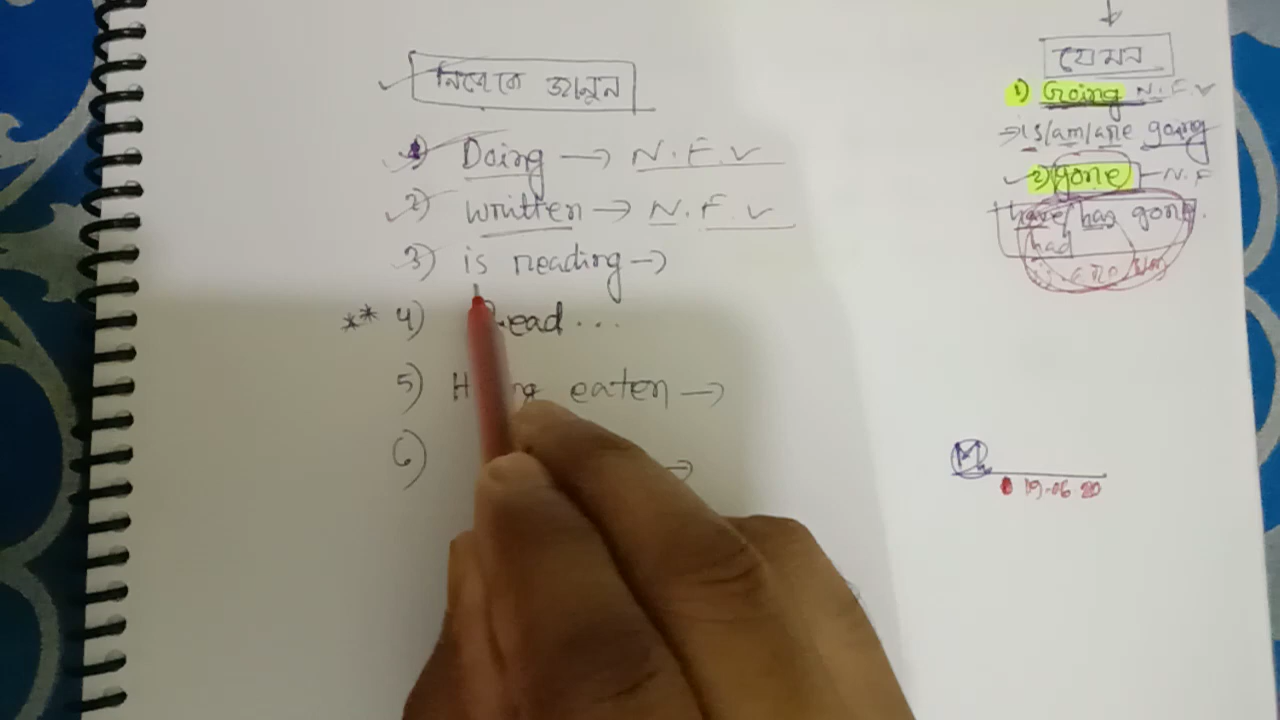 নিজেকে জানুন
1) Doing → N.F.V
2) written → N.F.V
3) is reading →
** 4) Read ...
5) eaten →
6) →
যেমন
1) Going N.F.V
→ is/am/are going
2) gone - N.F
have/has gone.
had
19-06 20